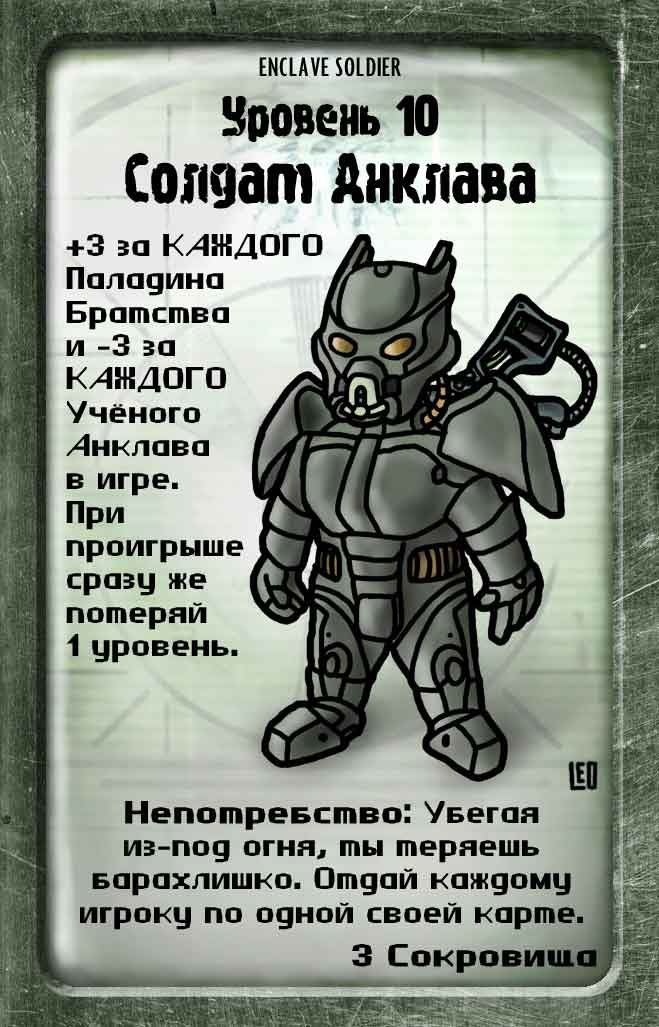 ENCLAVE SOLDIER
Уровень 10
Солдат Анклава
+3 за КАЖДОГО
Паладина
Братства
и -3 за
КАЖДОГО
Учёного
Анклава
в игре.
При
проигрыше
сразу же
потеряй
1 уровень.
LEO
Непотребство: Убегая
из-под огня, ты теряешь
барахлишко. Отдай каждому
игроку по одной своей карте.
3 Сокровища